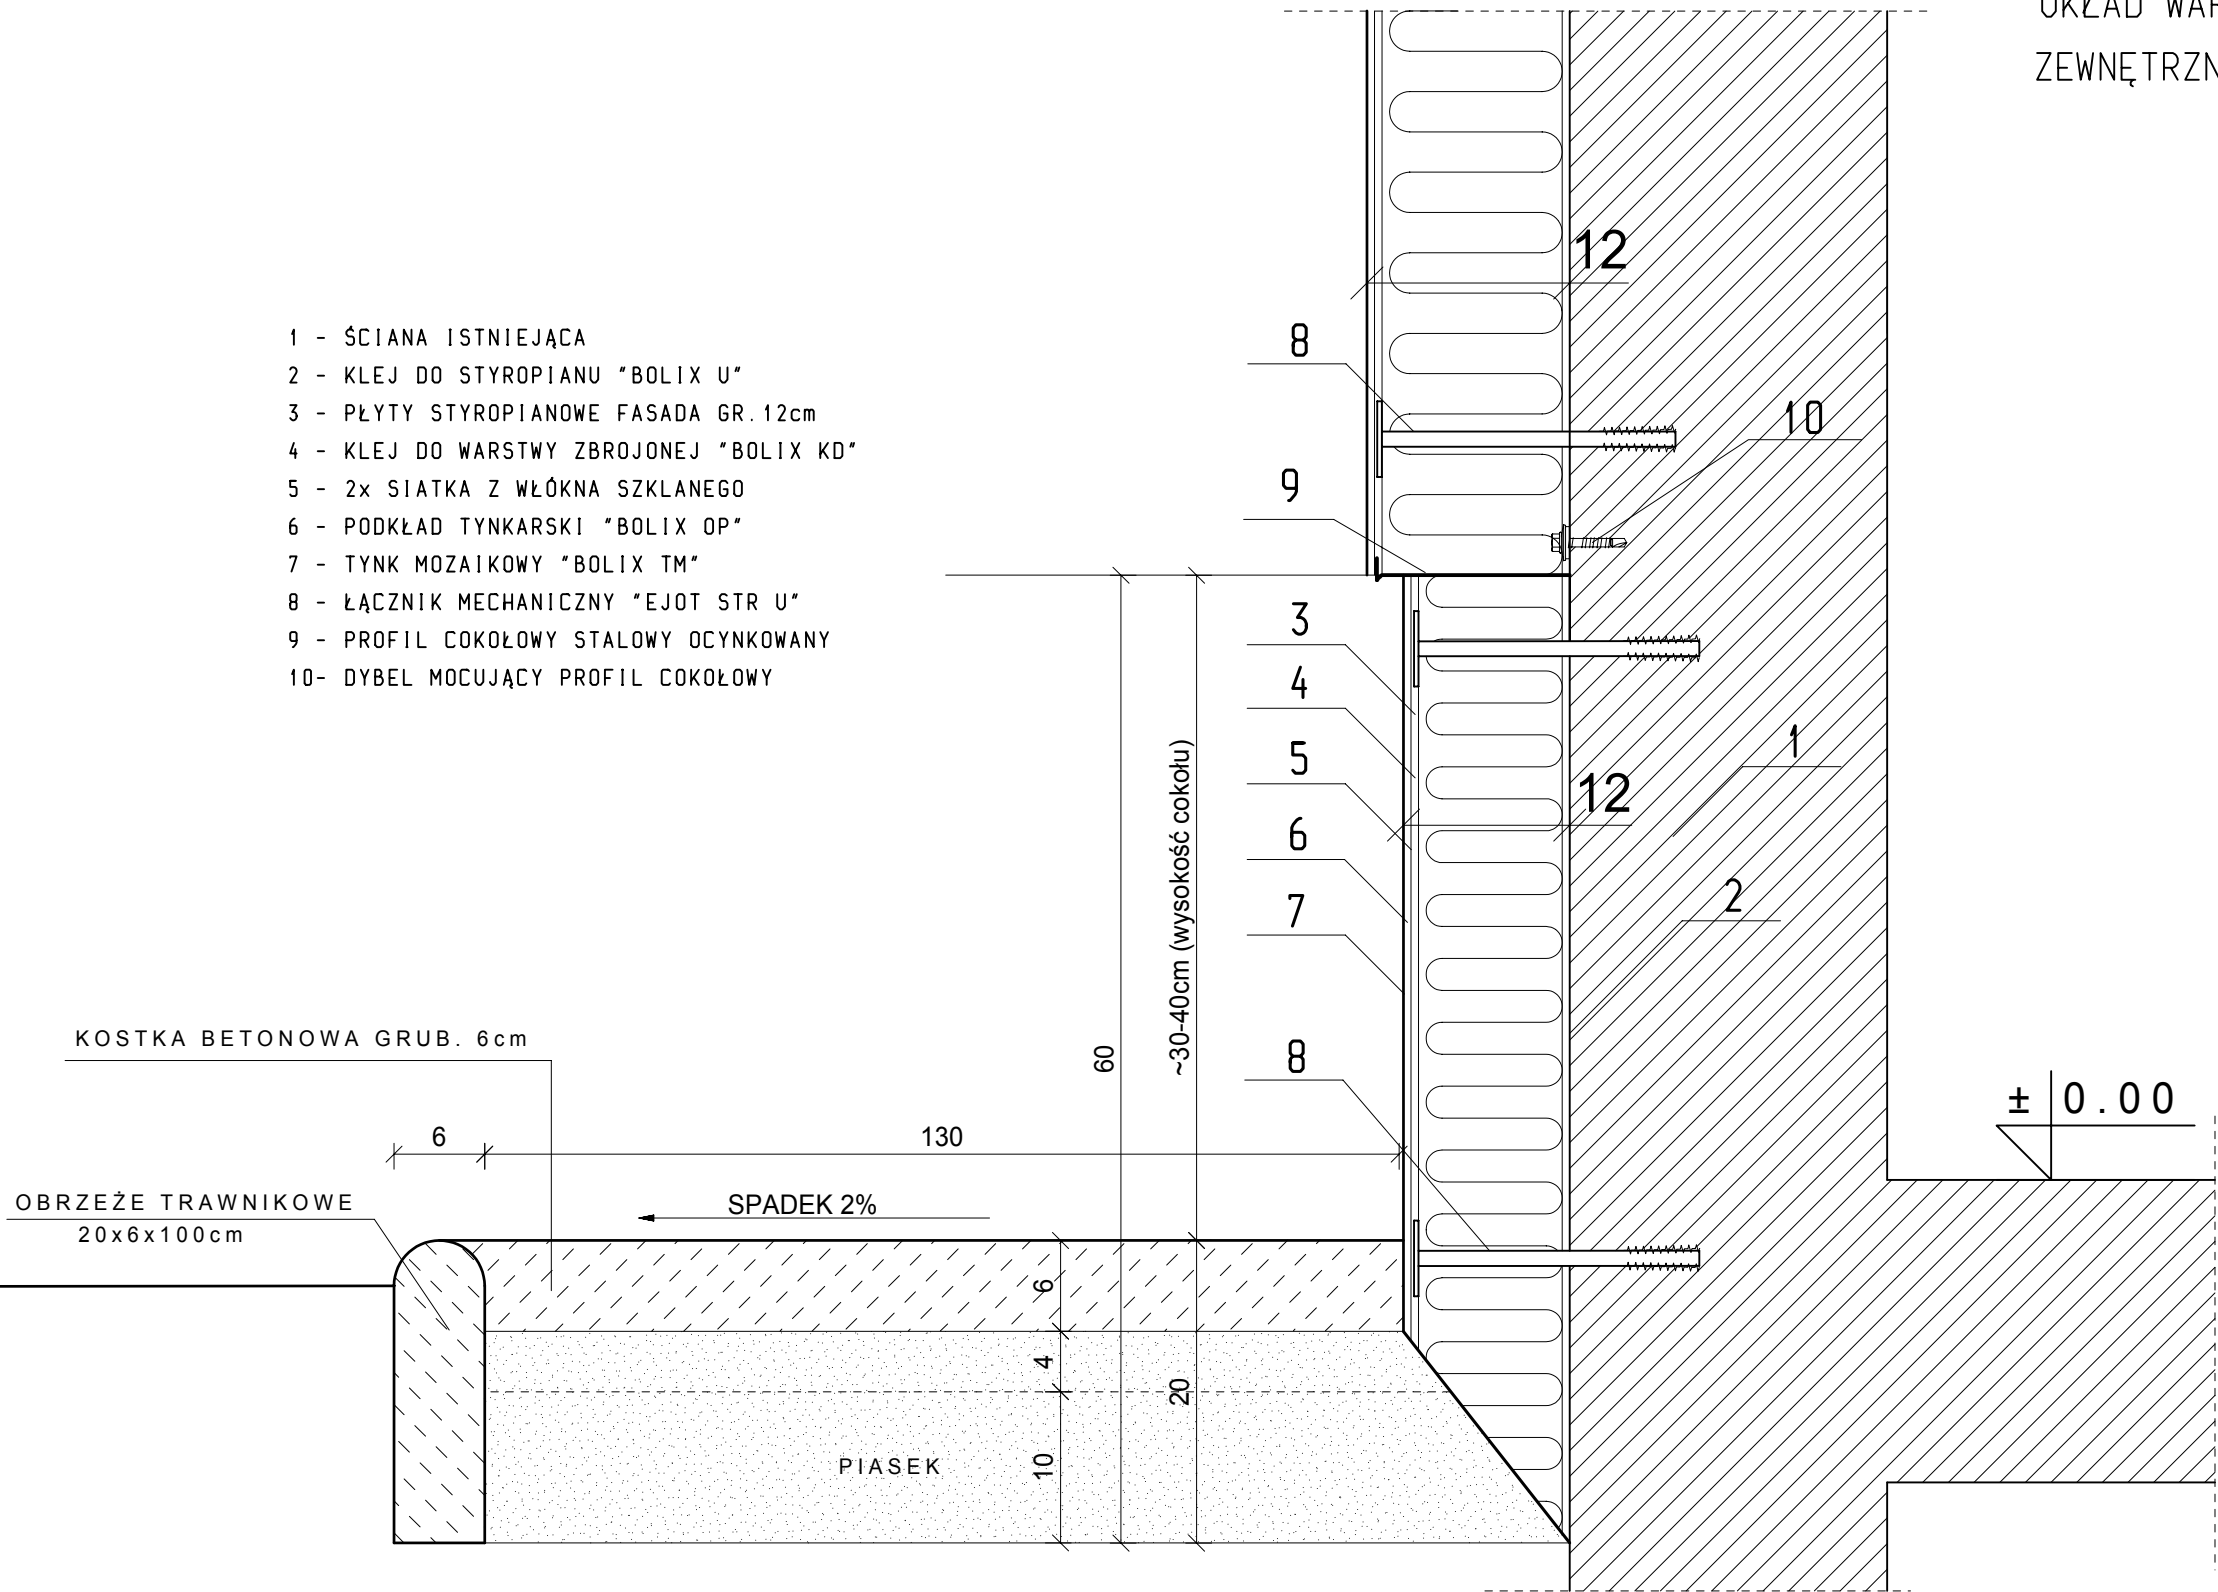 ZEWNĘTRZN
12
1 - ŚCIANA ISTNIEJĄCA
2 - KLEJ DO STYROPIANU "BOLIX U"
3 - PŁYTY STYROPIANOWE FASADA GR.12cm
4 - KLEJ DO WARSTWY ZBROJONEJ "BOLIX KD"
5 - 2x SIATKA Z WŁÓKNA SZKLANEGO
6 - PODKŁAD TYNKARSKI "BOLIX OP"
7 - TYNK MOZAIKOWY "BOLIX TM"
8 - ŁĄCZNIK MECHANICZNY "EJOT STR U"
9 - PROFIL COKOŁOWY STALOWY OCYNKOWANY
10- DYBEL MOCUJĄCY PROFIL COKOŁOWY
8
10
9
3
4
5
6
7
8
1
12
2
~30-40cm (wysokość cokołu)
60
KOSTKA BETONOWA GRUB. 6cm
± 0.00
6
130
OBRZEŻE TRAWNIKOWE
20x6x100cm
SPADEK 2%
6
4
20
10
PIASEK